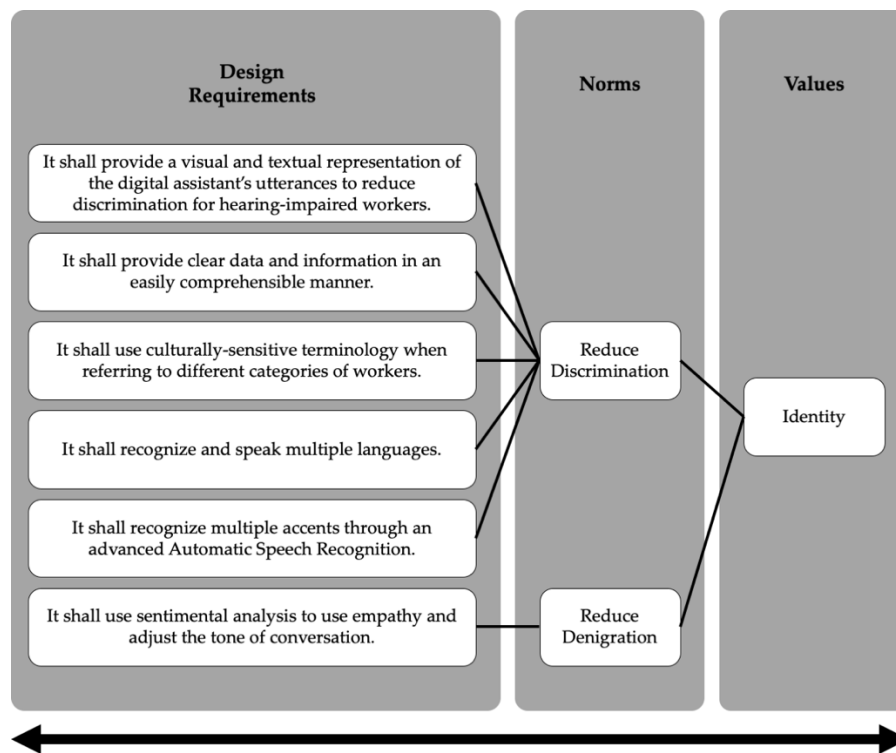 Design
Requirements
Norms
Values
It shall provide a visual and textual representation of
the digital assistant's utterances to reduce
discrimination for hearing-impaired workers.
It shall provide clear data and information in an
easily comprehensible manner.
It shall use culturally-sensitive terminology when
referring to different categories of workers.
It shall recognize and speak multiple languages.
It shall recognize multiple accents through an
advanced Automatic Speech Recognition.
It shall use sentimental analysis to use empathy and
adjust the tone of conversation.
Reduce
Discrimination
Reduce
Denigration
Identity